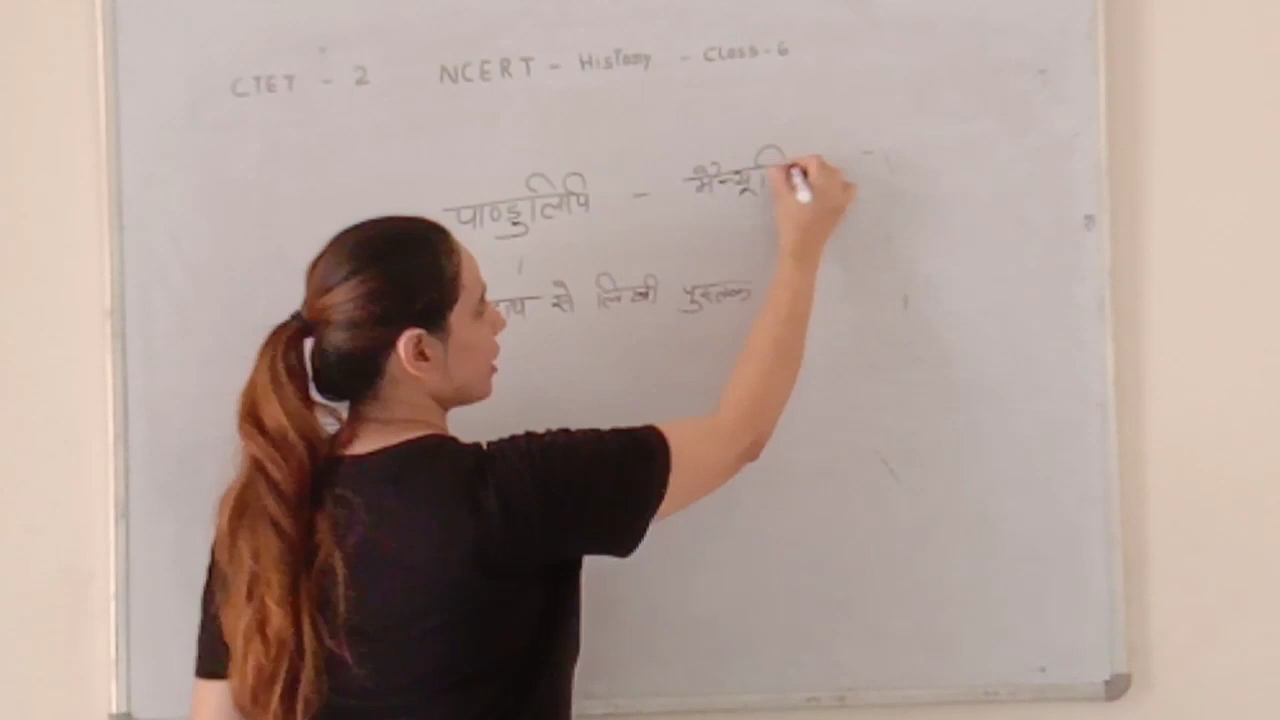 CTET - 2 NCERT - History - Class-6
पाण्डुलिपि - मैन्यूि
से लिखी पुस्तक